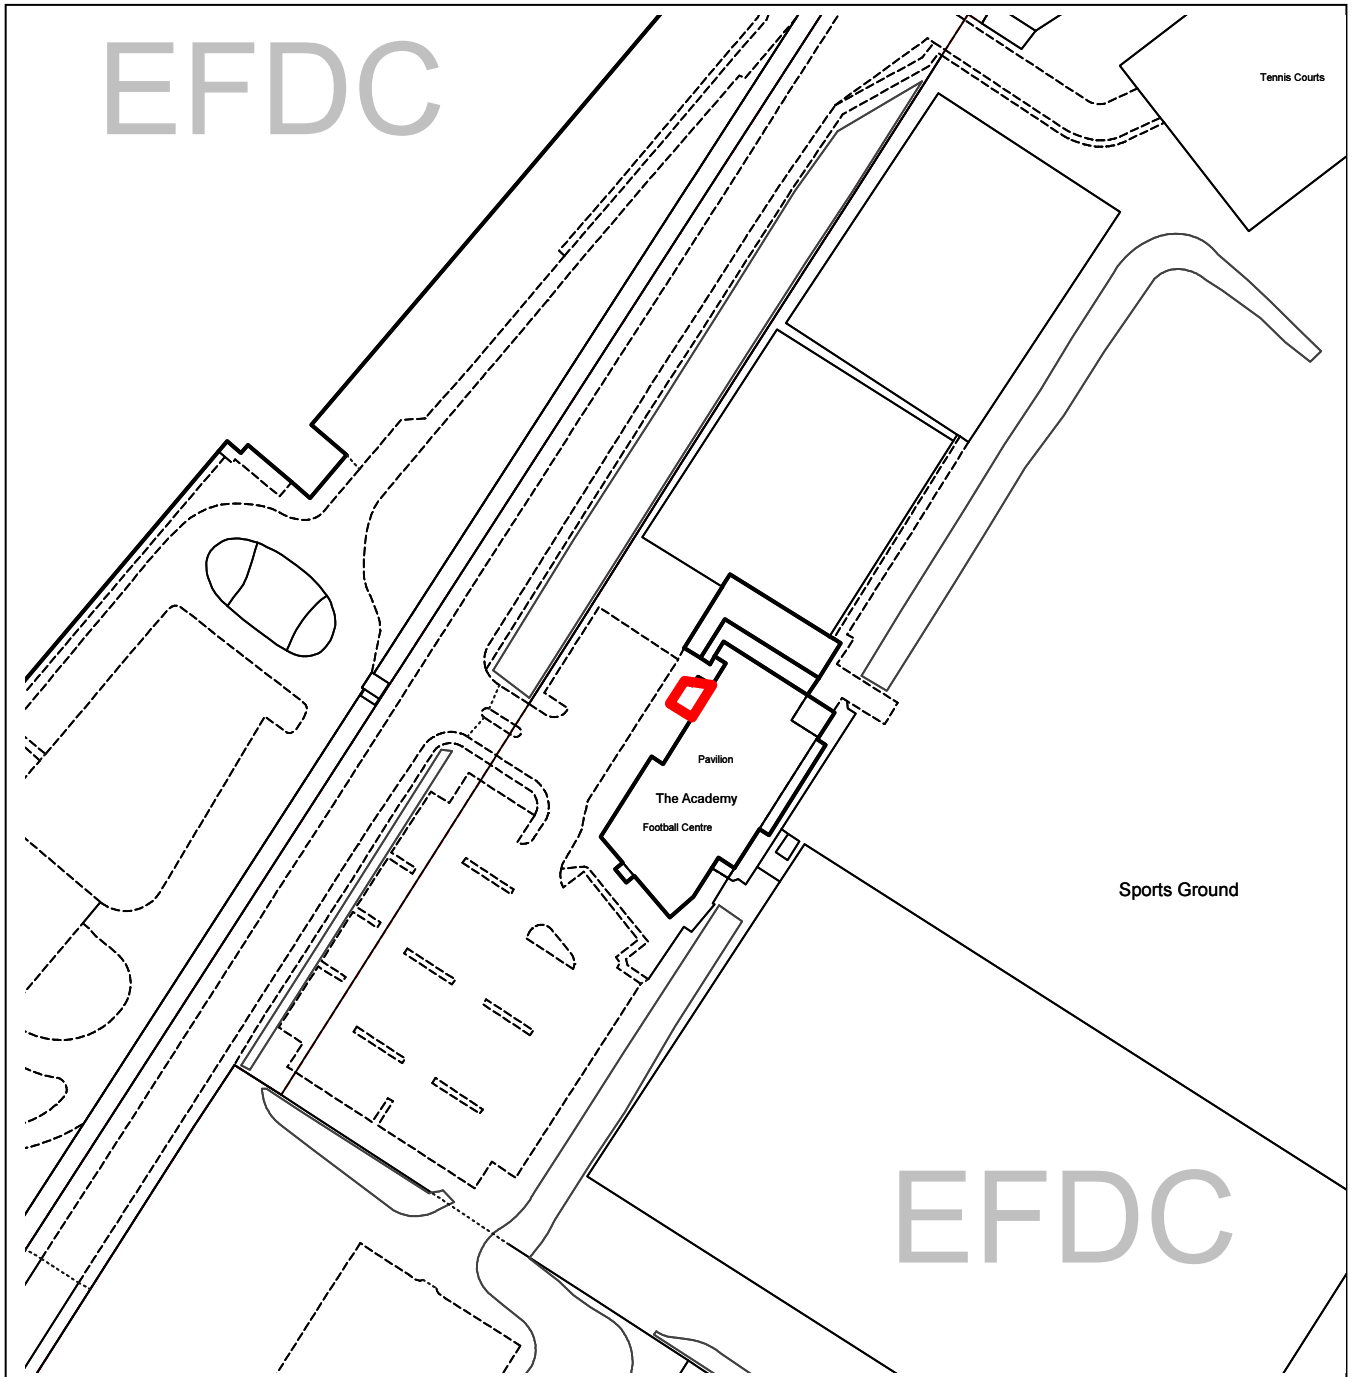 EFDC
Tennis Courts
Pavilion
The Academy
Football Centre
Sports Ground
EFDC